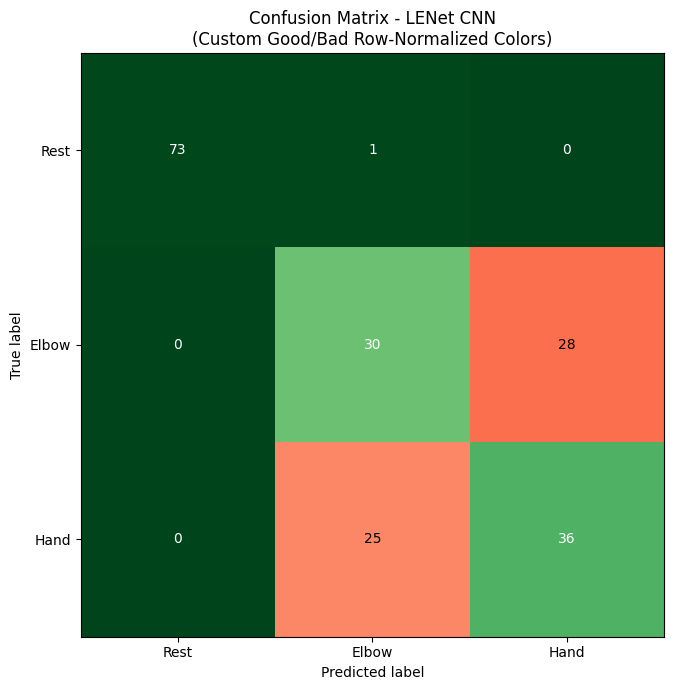 Confusion Matrix - LENet CNN
(Custom Good/Bad Row-Normalized Colors)
Rest 73 1 0
Elbow 0 30 28
Hand 0 25 36
Rest Elbow Hand
True label
Predicted label